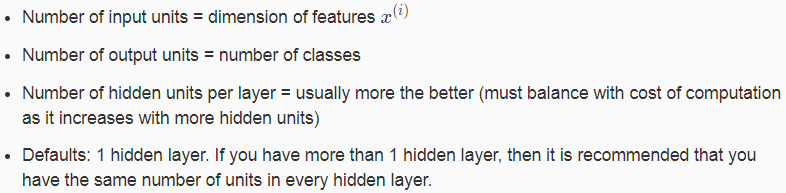 • Number of input units = dimension of features x^(i)
• Number of output units = number of classes
• Number of hidden units per layer = usually more the better (must balance with cost of computation
as it increases with more hidden units)
• Defaults: 1 hidden layer. If you have more than 1 hidden layer, then it is recommended that you
have the same number of units in every hidden layer.